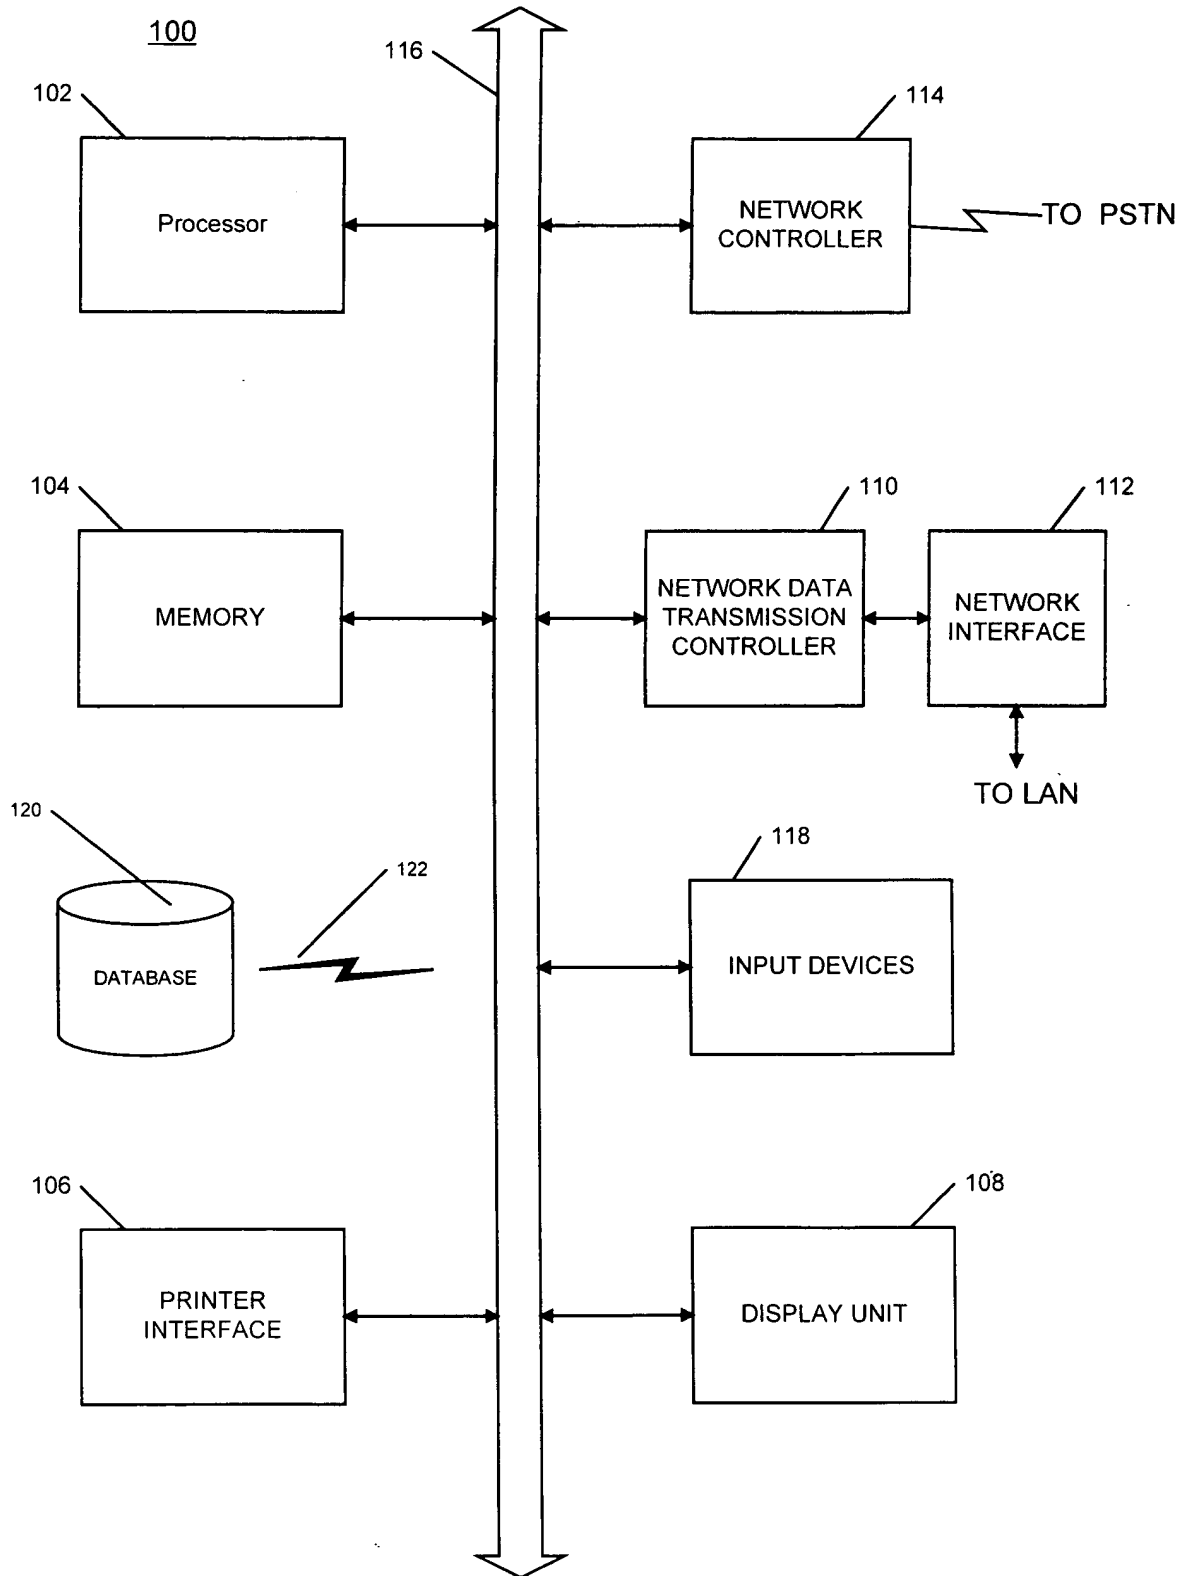 100
116
102
114
Processor
NETWORK
CONTROLLER
TO PSTN
104
110
112
MEMORY
NETWORK DATA
TRANSMISSION
CONTROLLER
NETWORK
INTERFACE
TO LAN
120
122
118
DATABASE
INPUT DEVICES
106
108
PRINTER
INTERFACE
DISPLAY UNIT